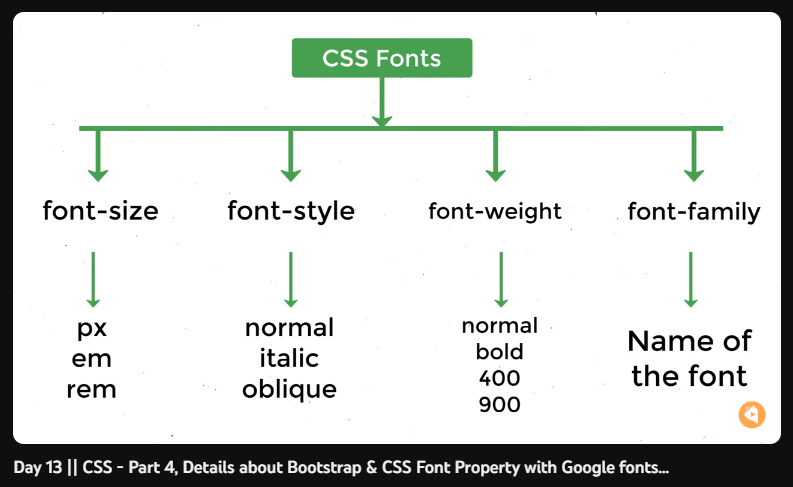 CSS Fonts
font-size
font-style
font-weight
font-family
px
em
rem
normal
italic
oblique
normal
bold
400
900
Name of
the font
Day 13 || CSS - Part 4, Details about Bootstrap & CSS Font Property with Google fonts...